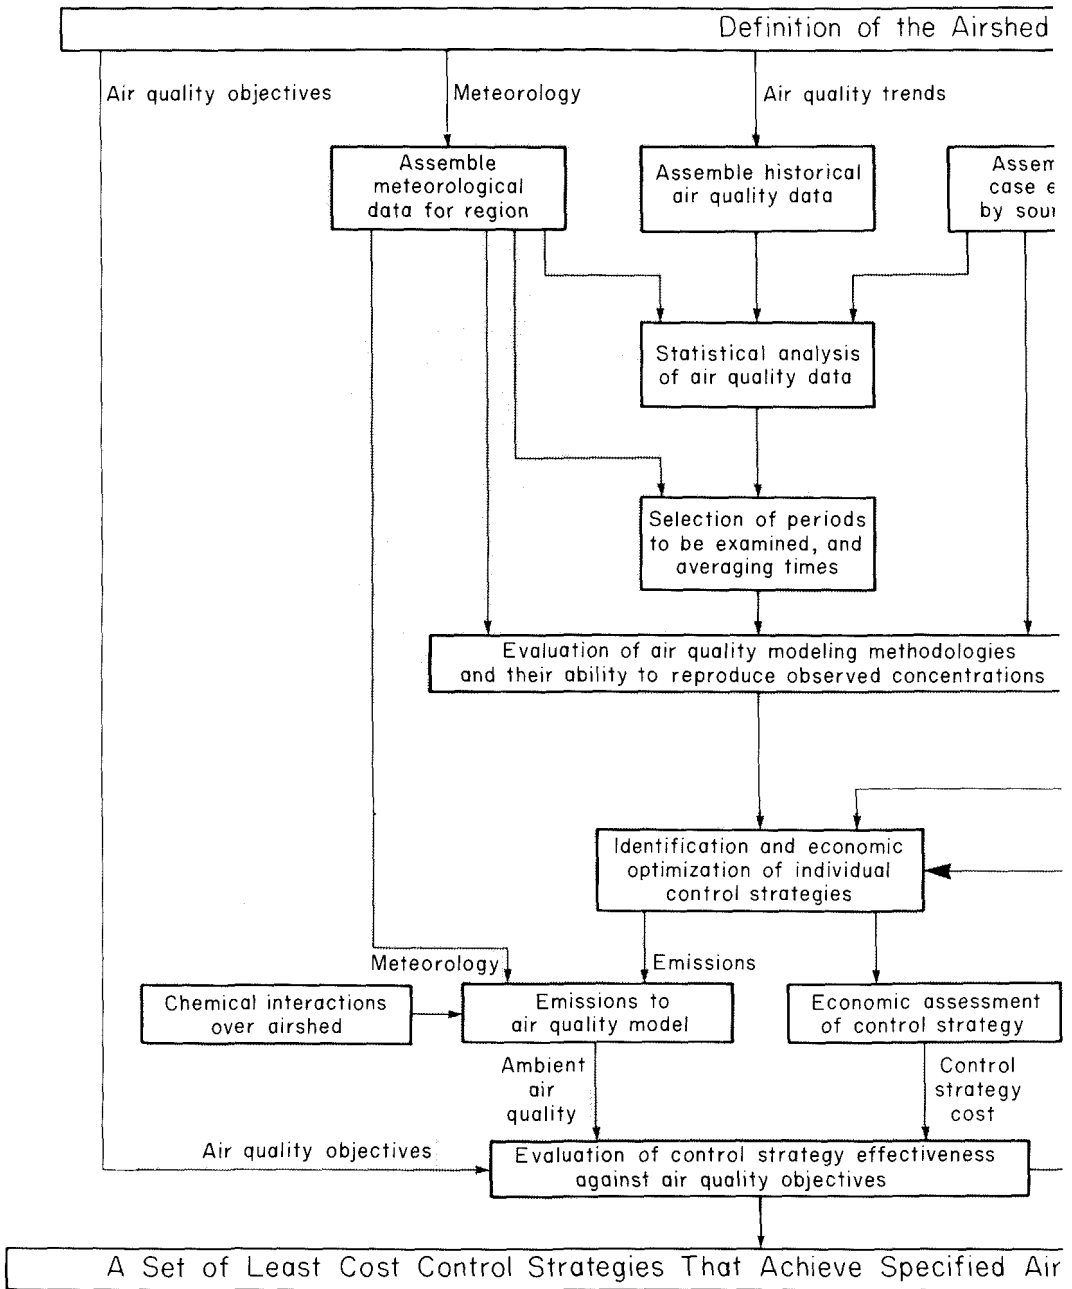 Definition of the Airshed
Air quality objectives
Meteorology
Air quality trends
Assemble
meteorological
data for region
Assemble historical
air quality data
case
by
Statistical analysis
of air quality data
Selection of periods
to be examined, and
averaging times
Evaluation of air quality modeling methodologies
and their ability to reproduce observed concentrations
Identification and economic
optimization of individual
control strategies
Meteorology
Emissions
Chemical interactions
over airshed
Emissions to
air quality model
Economic assessment
of control strategy
Ambient
air
quality
Control
strategy
cost
Air quality objectives
Evaluation of control strategy effectiveness
against air quality objectives
A Set of Least Cost Control Strategies That Achieve Specified Air